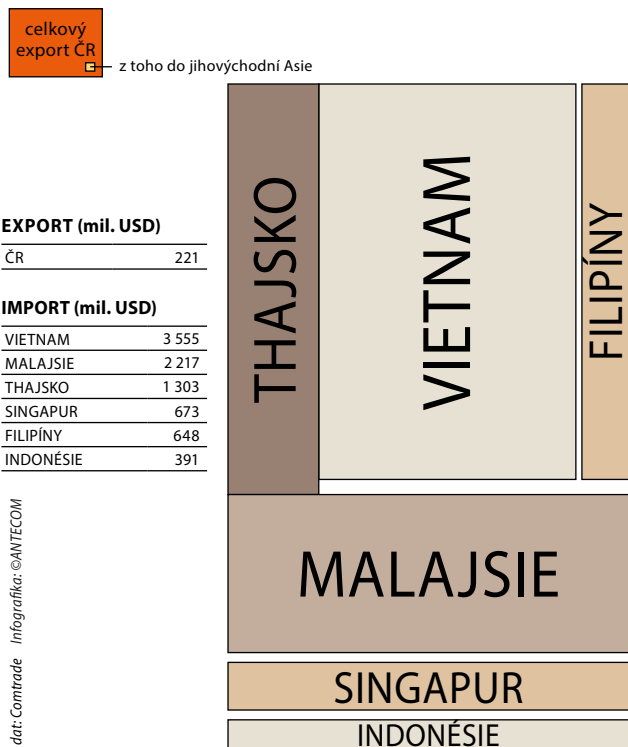 celkový
export ČR
z toho do jihovýchodní Asie
EXPORT (mil. USD)
ČR 221
IMPORT (mil. USD)
VIETNAM 3 555
MALAJSIE 2 217
THAJSKO 1 303
SINGAPUR 673
FILIPÍNY 648
INDONÉSIE 391
THAJSKO
VIETNAM
FILIPÍNY
MALAJSIE
SINGAPUR
INDONÉSIE
dat: Comtrade Infografika: ©ANTECOM